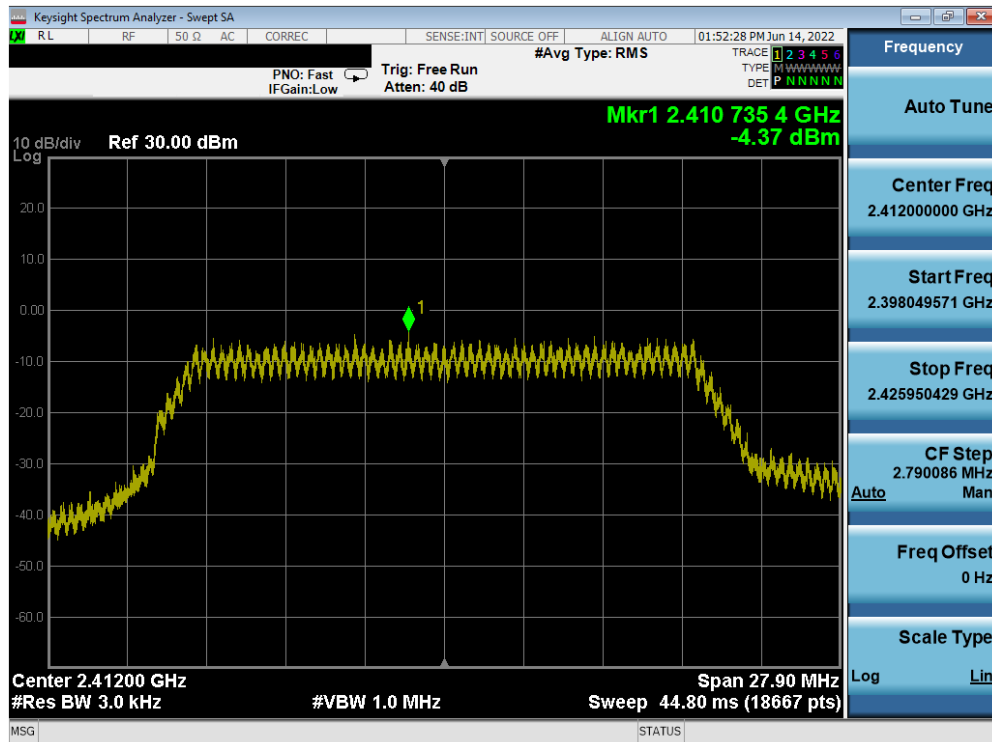 Keysight Spectrum Analyzer - Swept SA
LXI RL RF 50 Ω AC CORREC SENSE:INT SOURCE OFF ALIGN AUTO 01:52:28 PM Jun 14, 2022
#Avg Type: RMS
TRACE 1 2 3 4 5 6
PNO: Fast Trig: Free Run TYPE M WWWWW
IFGain:Low Atten: 40 dB DET P N N N N N
Mkr1 2.410 735 4 GHz
10 dB/div Ref 30.00 dBm -4.37 dBm
Log
20.0
10.0
0.00
-10.0
-20.0
-30.0
-40.0
-50.0
-60.0
1
Center 2.41200 GHz Span 27.90 MHz
#Res BW 3.0 kHz #VBW 1.0 MHz Sweep 44.80 ms (18667 pts)
MSG STATUS
Frequency
Auto Tune
Center Freq
2.412000000 GHz
Start Freq
2.398049571 GHz
Stop Freq
2.425950429 GHz
CF Step
2.790086 MHz
Auto Man
Freq Offset
0 Hz
Scale Type
Log Lin